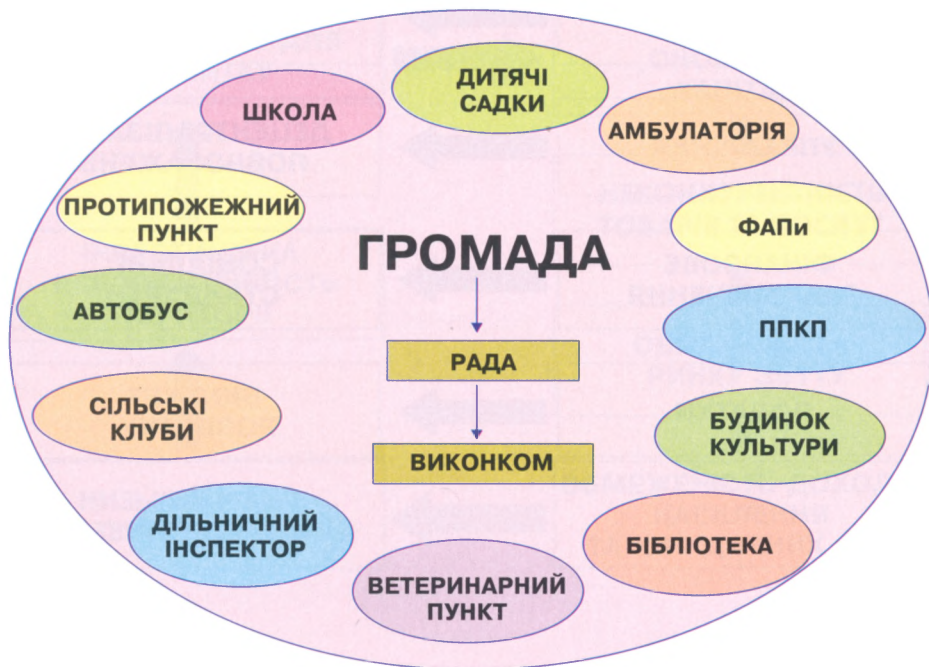 ДИТЯЧІ
САДКИ
ШКОЛА
АМБУЛАТОРІЯ
ПРОТИПОЖЕЖНИЙ
ПУНКТ
ФАПи
ГРОМАДА
АВТОБУС
ППКП
РАДА
СІЛЬСЬКІ
КЛУБИ
БУДИНОК
КУЛЬТУРИ
ВИКОНКОМ
ДІЛЬНИЧНИЙ
ІНСПЕКТОР
БІБЛІОТЕКА
ВЕТЕРИНАРНИЙ
ПУНКТ